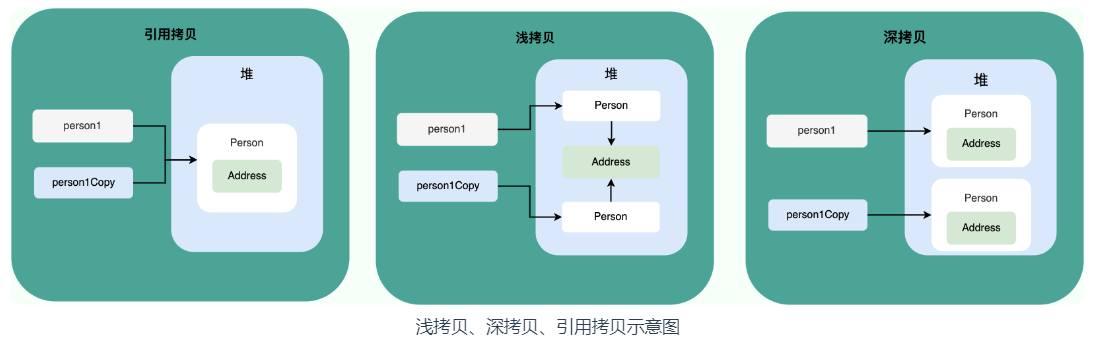 引用拷贝
堆
person1
person1Copy
Person
Address
浅拷贝
堆
person1
person1Copy
Person
Address
Person
深拷贝
堆
person1
person1Copy
Person
Address
Person
Address
浅拷贝、深拷贝、引用拷贝示意图